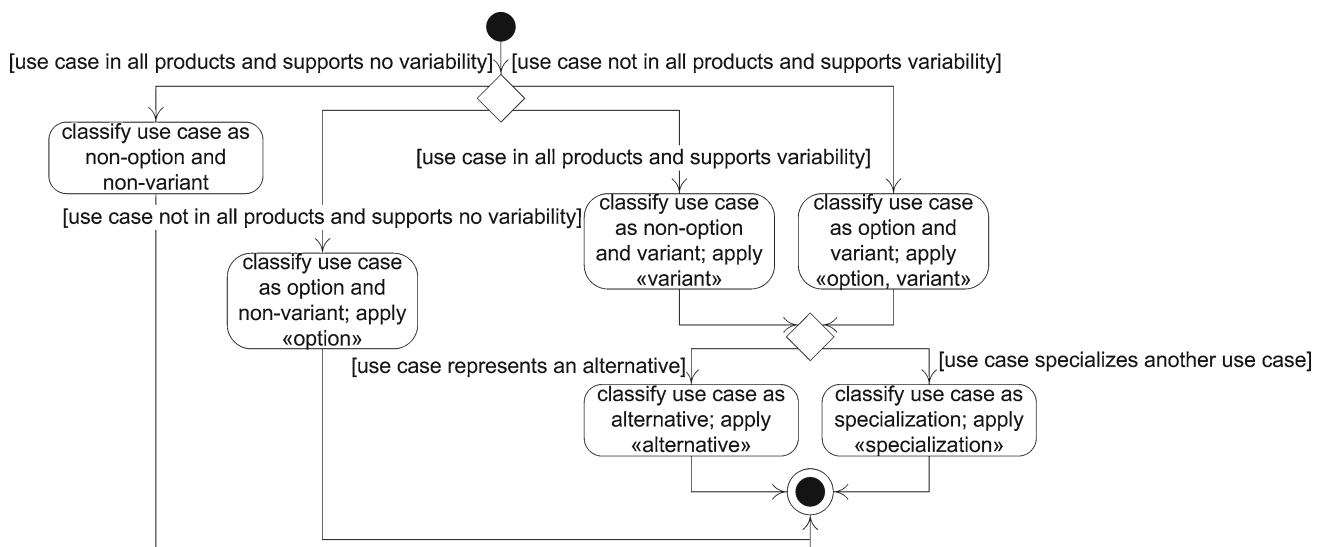 [use case in all products and supports no variability]
[use case not in all products and supports variability]
classify use case as
non-option and
non-variant
[use case in all products and supports variability]
[use case not in all products and supports no variability]
classify use case
as non-option
and variant; apply
«variant»
classify use case
as option and
variant; apply
«option, variant»
classify use case
as option and
non-variant; apply
«option»
[use case represents an alternative]
[use case specializes another use case]
classify use case as
alternative; apply
«alternative»
classify use case as
specialization; apply
«specialization»